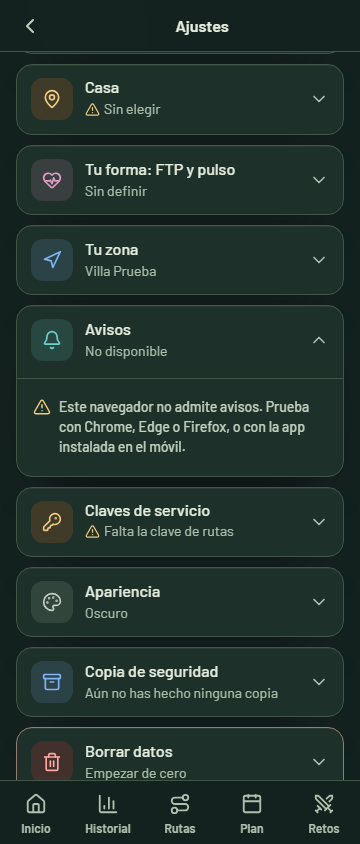 Ajustes
Casa
Sin elegir
Tu forma: FTP y pulso
Sin definir
Tu zona
Villa Prueba
Avisos
No disponible
Este navegador no admite avisos. Prueba
con Chrome, Edge o Firefox, o con la app
instalada en el móvil.
Claves de servicio
Falta la clave de rutas
Apariencia
Oscuro
Copia de seguridad
Aún no has hecho ninguna copia
Borrar datos
Empezar de cero
Inicio Historial Rutas Plan Retos